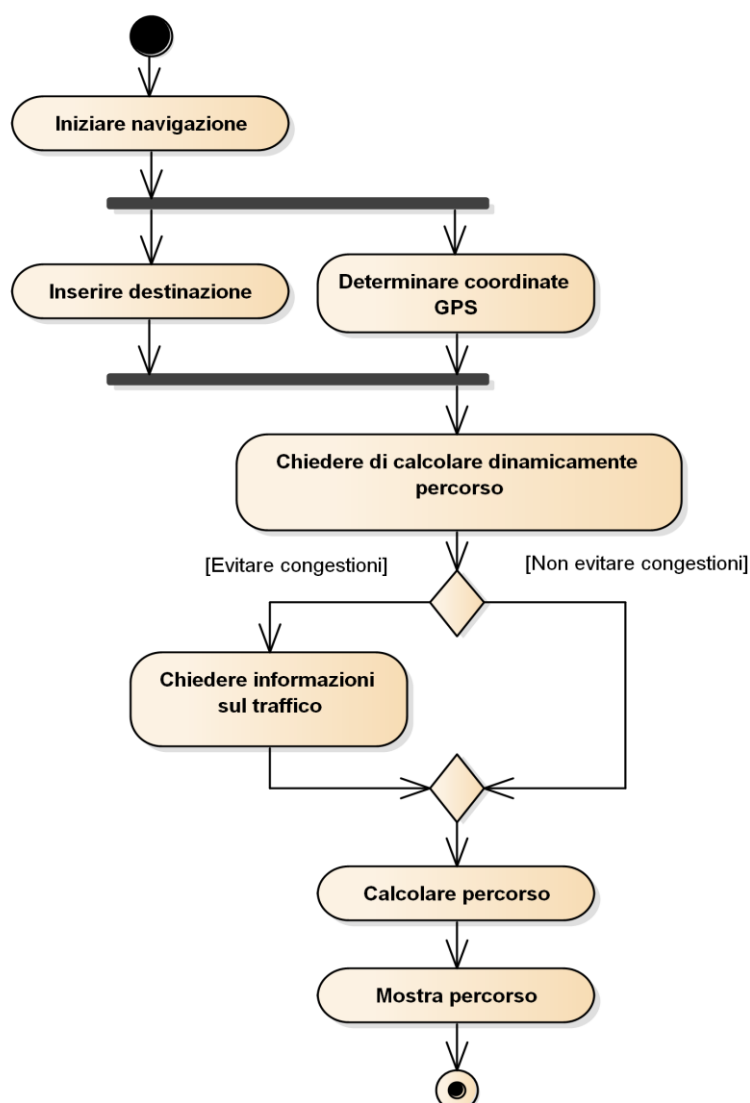 Iniziare navigazione
Inserire destinazione
Determinare coordinate
GPS
Chiedere di calcolare dinamicamente
percorso
[Evitare congestioni]
[Non evitare congestioni]
Chiedere informazioni
sul traffico
Calcolare percorso
Mostra percorso